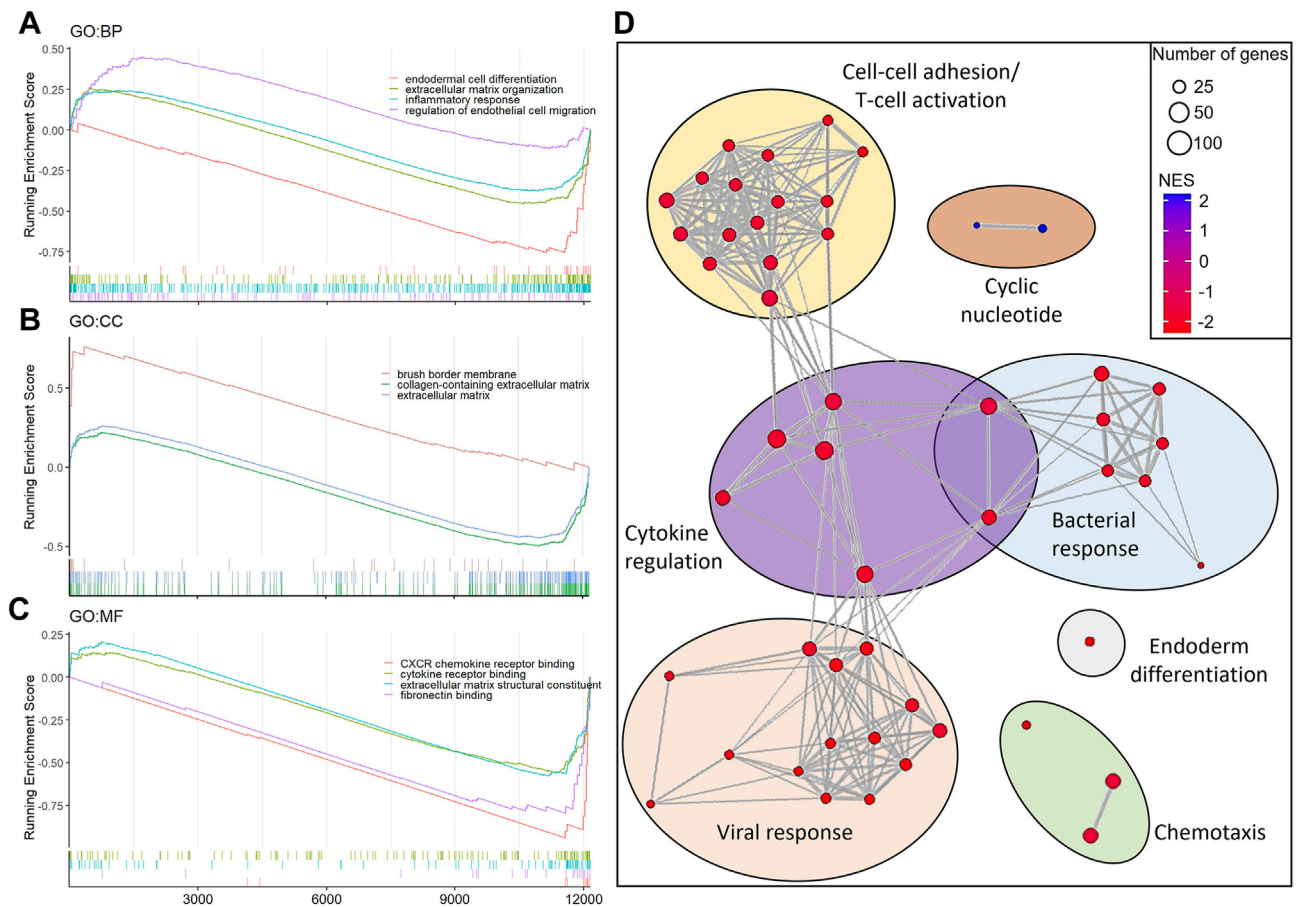 A
GO:BP
0.50
0.25
0.00
-0.25
-0.50
-0.75
Running Enrichment Score
endodermal cell differentiation
extracellular matrix organization
inflammatory response
regulation of endothelial cell migration
B
GO:CC
0.5
0.0
-0.5
Running Enrichment Score
brush border membrane
collagen-containing extracellular matrix
extracellular matrix
C
GO:MF
0.25
0.00
-0.25
-0.50
-0.75
Running Enrichment Score
CXCR chemokine receptor binding
cytokine receptor binding
extracellular matrix structural constituent
fibronectin binding
3000
6000
9000
12000
D
Cell-cell adhesion/
T-cell activation
Number of genes
25
50
100
NES
2
1
0
-1
-2
Cyclic
nucleotide
Cytokine
regulation
Bacterial
response
Endoderm
differentiation
Viral response
Chemotaxis